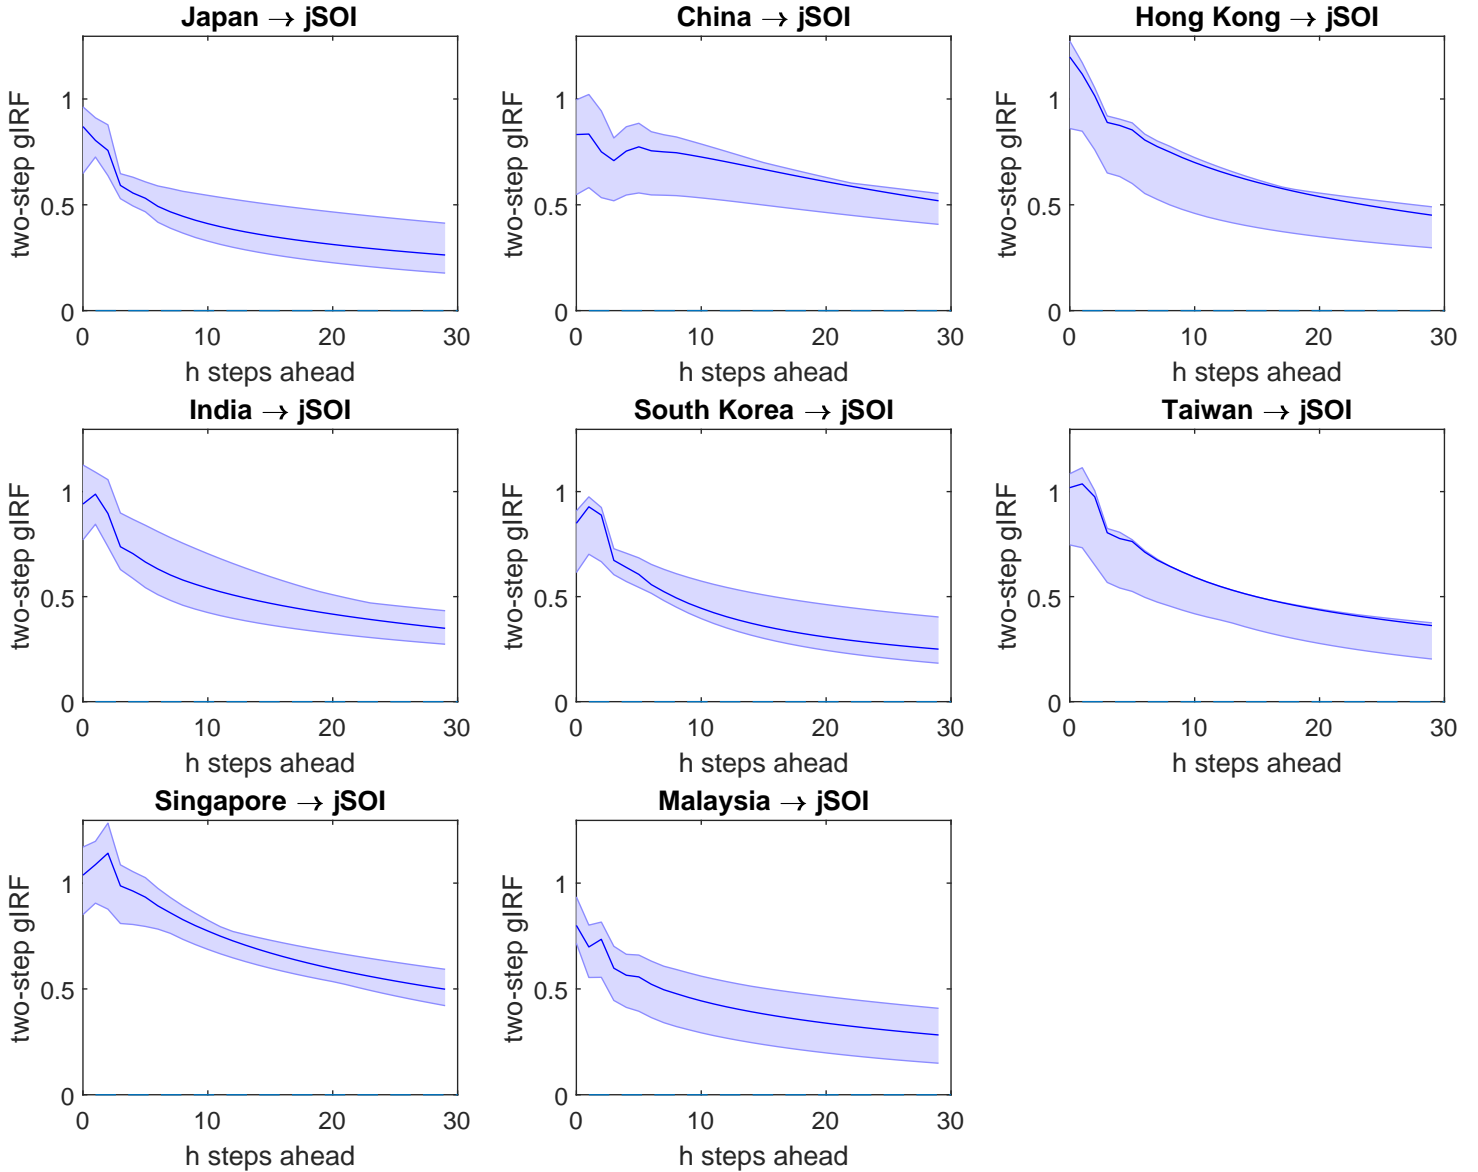 Japan → jSOI
two-step gIRF
1
0.5
0
0 10 20 30
h steps ahead
China → jSOI
two-step gIRF
1
0.5
0
0 10 20 30
h steps ahead
Hong Kong → jSOI
two-step gIRF
1
0.5
0
0 10 20 30
h steps ahead
India → jSOI
two-step gIRF
1
0.5
0
0 10 20 30
h steps ahead
South Korea → jSOI
two-step gIRF
1
0.5
0
0 10 20 30
h steps ahead
Taiwan → jSOI
two-step gIRF
1
0.5
0
0 10 20 30
h steps ahead
Singapore → jSOI
two-step gIRF
1
0.5
0
0 10 20 30
h steps ahead
Malaysia → jSOI
two-step gIRF
1
0.5
0
0 10 20 30
h steps ahead